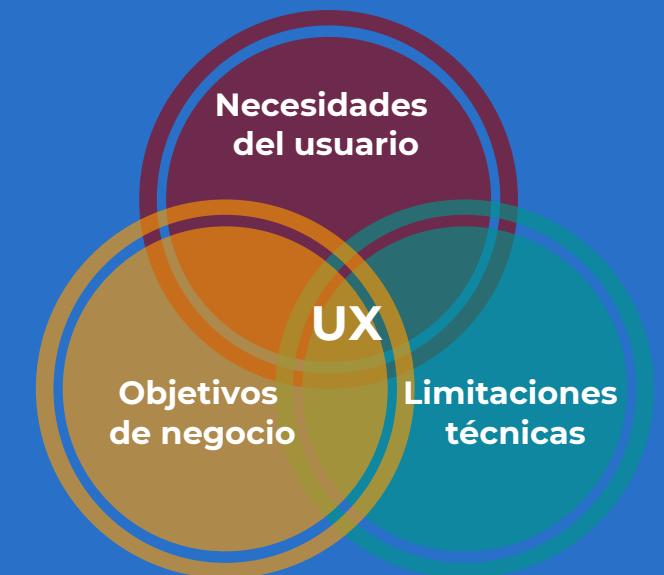 Necesidades
del usuario
UX
Objetivos
de negocio
Limitaciones
técnicas